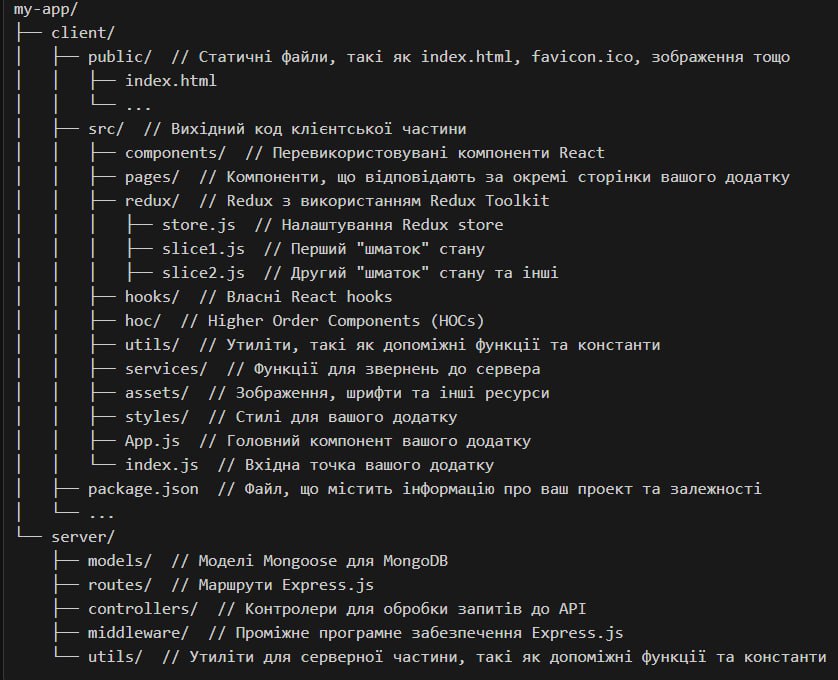 my-app/
├── client/
│   ├── public/  // Статичні файли, такі як index.html, favicon.ico, зображення тощо
│   │   ├── index.html
│   │   └── ...
│   ├── src/  // Вихідний код клієнтської частини
│   │   ├── components/  // Перевикористовувані компоненти React
│   │   ├── pages/  // Компоненти, що відповідають за окремі сторінки вашого додатку
│   │   ├── redux/  // Redux з використанням Redux Toolkit
│   │   │   ├── store.js  // Налаштування Redux store
│   │   │   ├── slice1.js  // Перший "шматок" стану
│   │   │   ├── slice2.js  // Другий "шматок" стану та інші
│   │   ├── hooks/  // Власні React hooks
│   │   ├── hoc/  // Higher Order Components (HOCs)
│   │   ├── utils/  // Утиліти, такі як допоміжні функції та константи
│   │   ├── services/  // Функції для звернень до сервера
│   │   ├── assets/  // Зображення, шрифти та інші ресурси
│   │   ├── styles/  // Стилі для вашого додатку
│   │   ├── App.js  // Головний компонент вашого додатку
│   │   └── index.js  // Вхідна точка вашого додатку
│   ├── package.json  // Файл, що містить інформацію про ваш проект та залежності
│   └── ...
└── server/
    ├── models/  // Моделі Mongoose для MongoDB
    ├── routes/  // Маршрути Express.js
    ├── controllers/  // Контролери для обробки запитів до API
    ├── middleware/  // Проміжне програмне забезпечення Express.js
    └── utils/  // Утиліти для серверної частини, такі як допоміжні функції та константи